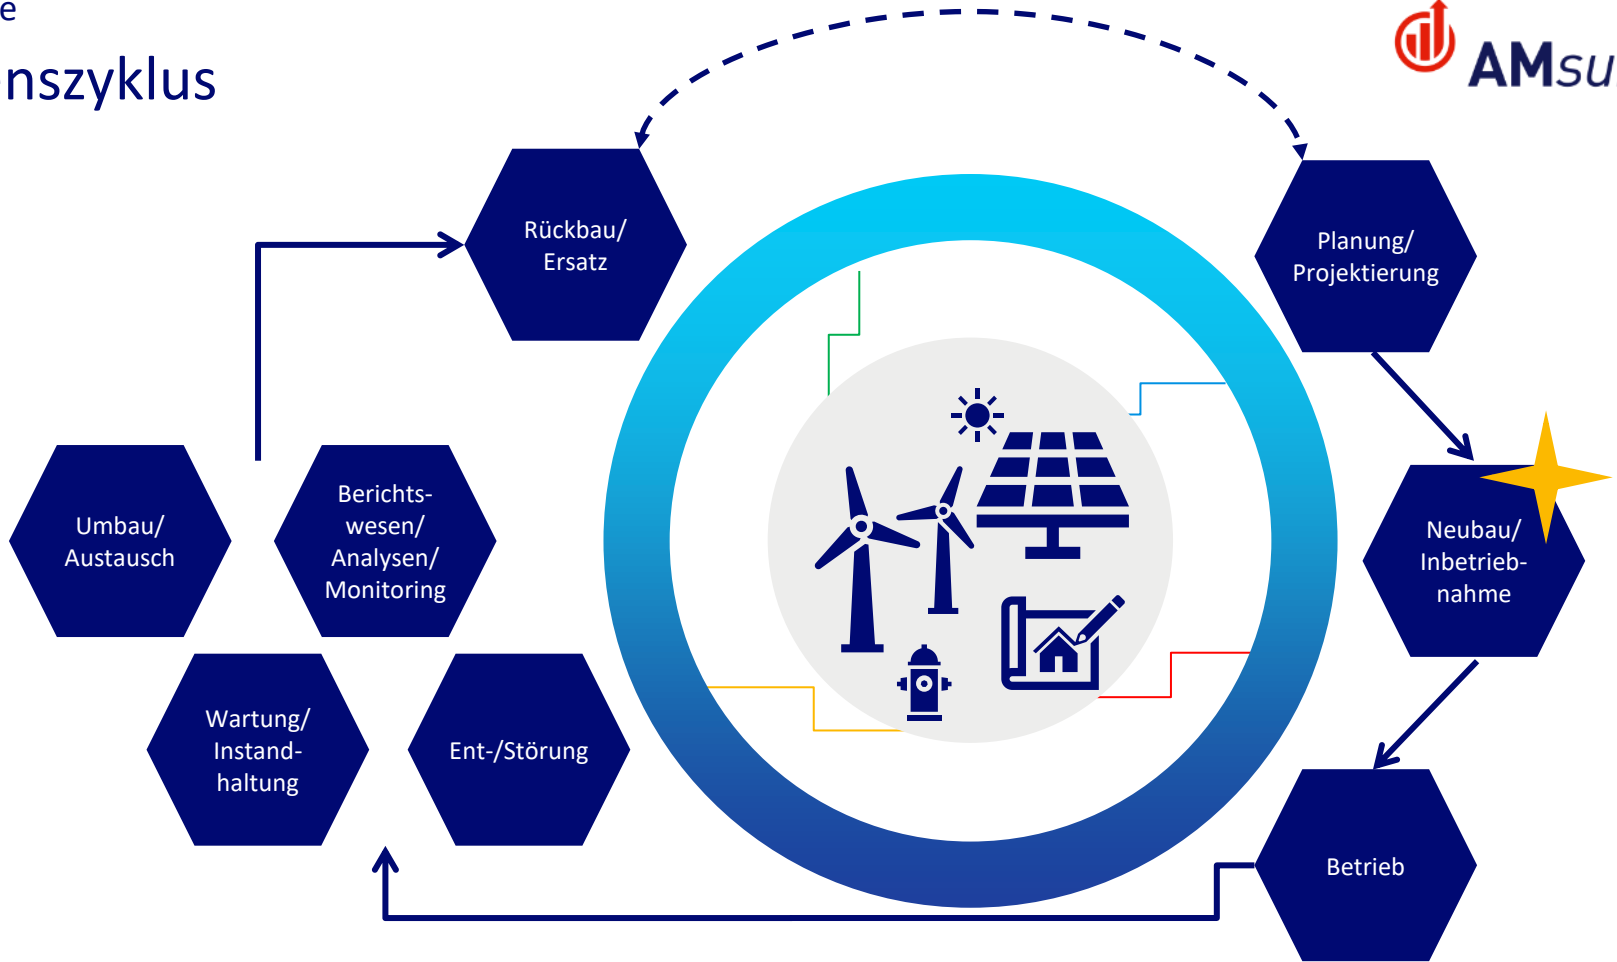 e
nszyklus
AMsu
Rückbau/
Ersatz
Planung/
Projektierung
Umbau/
Austausch
Berichts-
wesen/
Analysen/
Monitoring
Neubau/
Inbetrieb-
nahme
Wartung/
Instand-
haltung
Ent-/Störung
Betrieb